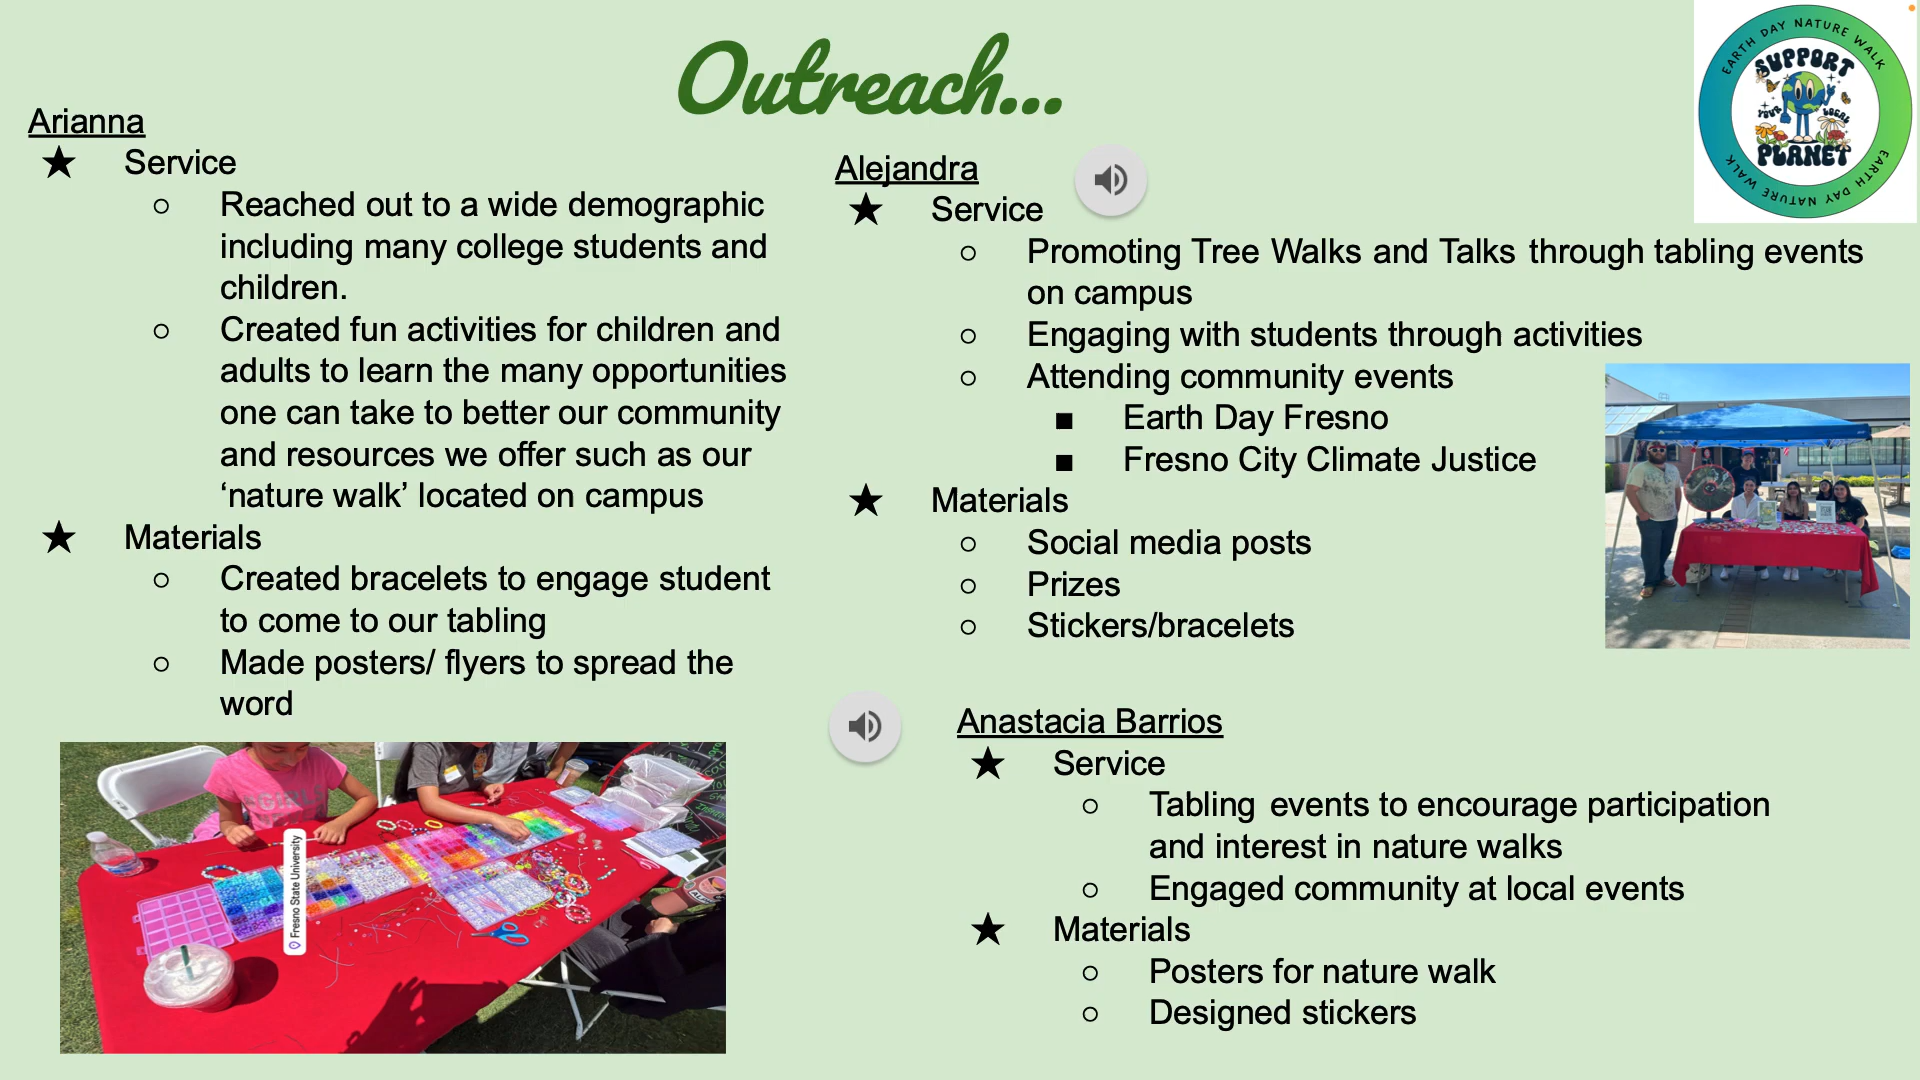 Outreach...
EARTH DAY NATURE WALK
SUPPORT
YOUR LOCAL
PLANET
EARTH DAY NATURE WALK
Arianna
★ Service
○ Reached out to a wide demographic
including many college students and
children.
○ Created fun activities for children and
adults to learn the many opportunities
one can take to better our community
and resources we offer such as our
‘nature walk’ located on campus
★ Materials
○ Created bracelets to engage student
to come to our tabling
○ Made posters/ flyers to spread the
word
GIRLS
Fresno State University
Alejandra
★ Service
○ Promoting Tree Walks and Talks through tabling events
on campus
○ Engaging with students through activities
○ Attending community events
■ Earth Day Fresno
■ Fresno City Climate Justice
★ Materials
○ Social media posts
○ Prizes
○ Stickers/bracelets
Anastacia Barrios
★ Service
○ Tabling events to encourage participation
and interest in nature walks
○ Engaged community at local events
★ Materials
○ Posters for nature walk
○ Designed stickers